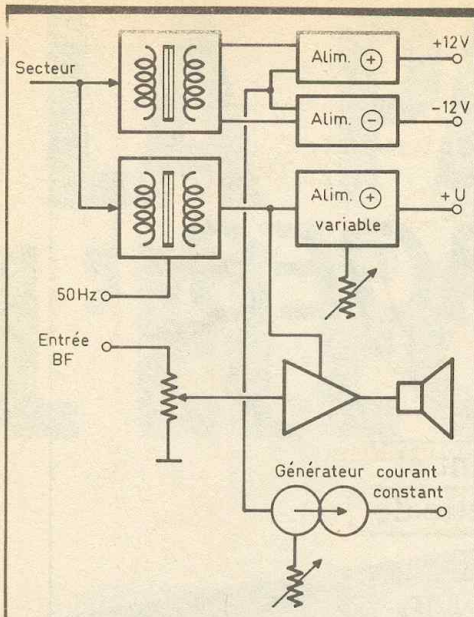 Secteur
Alim. +
+12V
Alim. -
-12V
Alim. +
variable
+U
50Hz
Entrée
BF
Générateur courant
constant